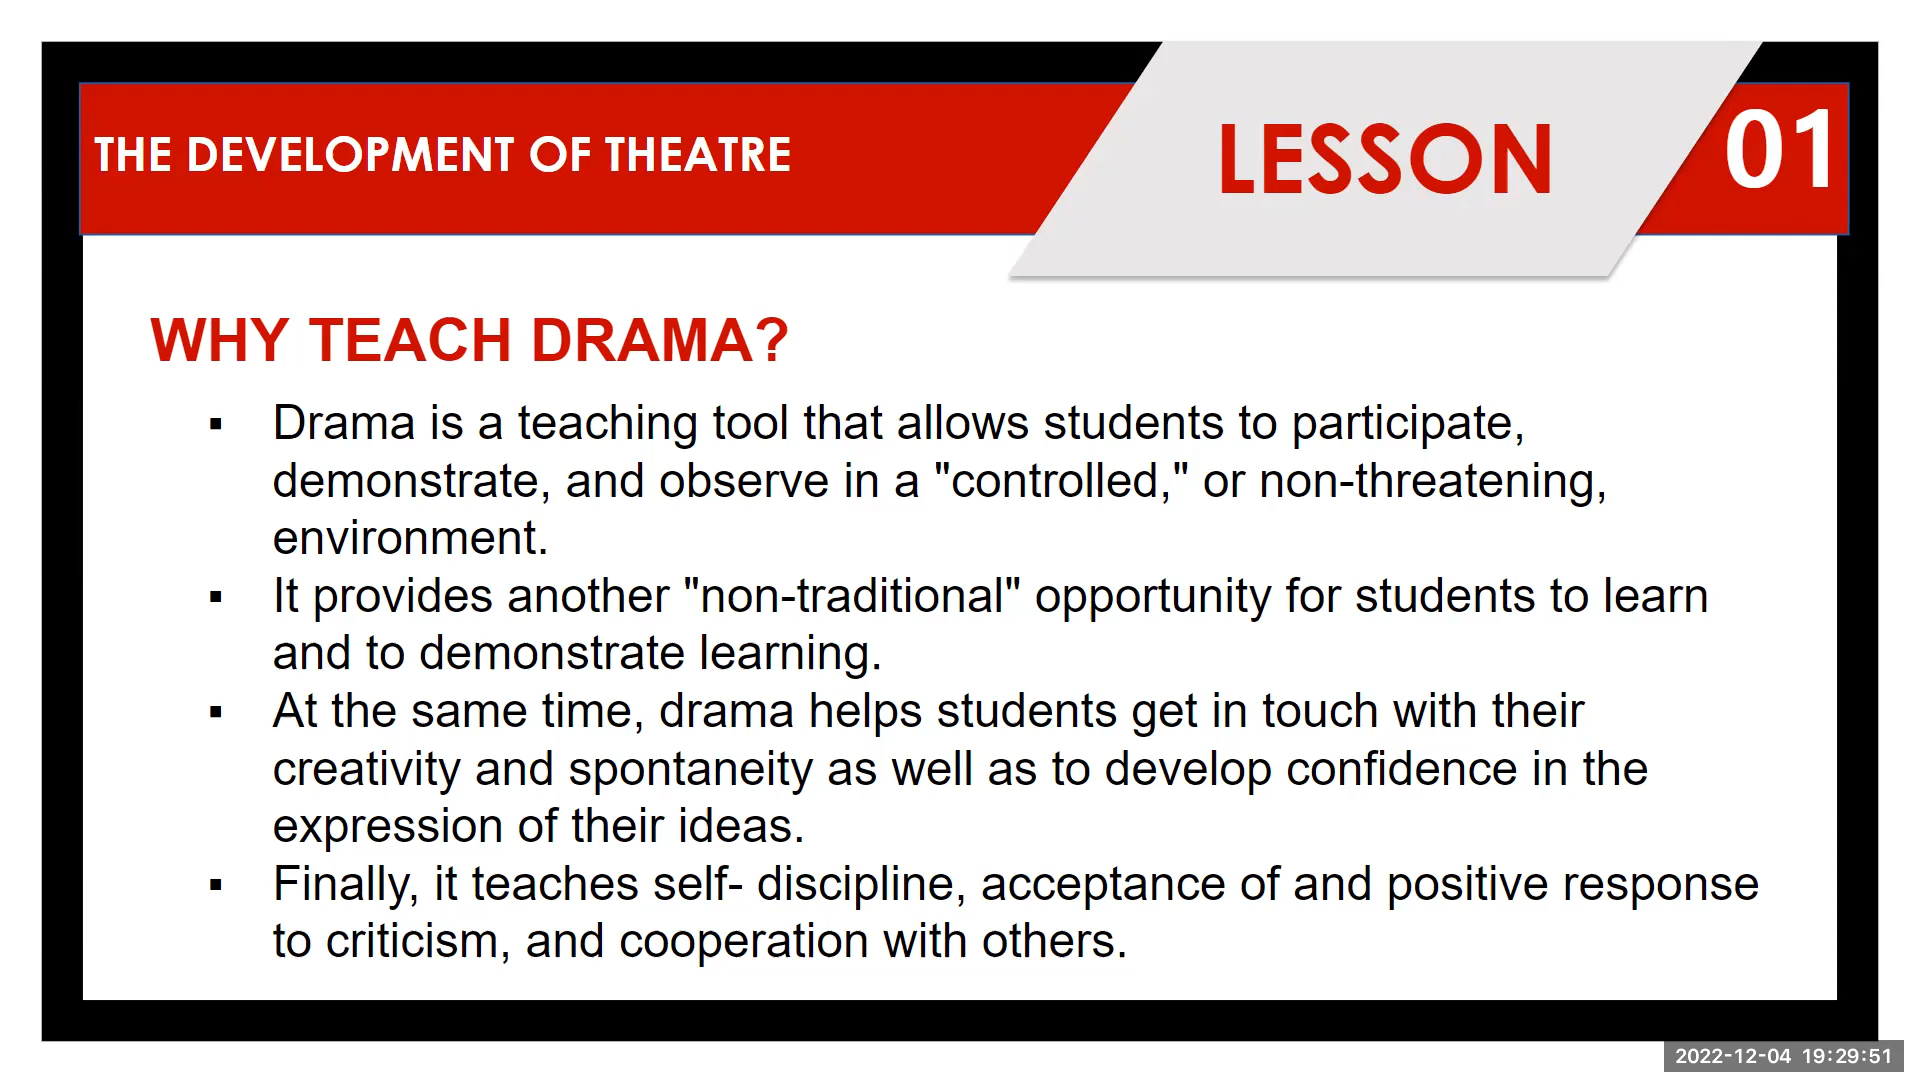 THE DEVELOPMENT OF THEATRE
LESSON
01
WHY TEACH DRAMA?
▪ Drama is a teaching tool that allows students to participate,
demonstrate, and observe in a "controlled," or non-threatening,
environment.
▪ It provides another "non-traditional" opportunity for students to learn
and to demonstrate learning.
▪ At the same time, drama helps students get in touch with their
creativity and spontaneity as well as to develop confidence in the
expression of their ideas.
▪ Finally, it teaches self- discipline, acceptance of and positive response
to criticism, and cooperation with others.
2022-12-04 19:29:51